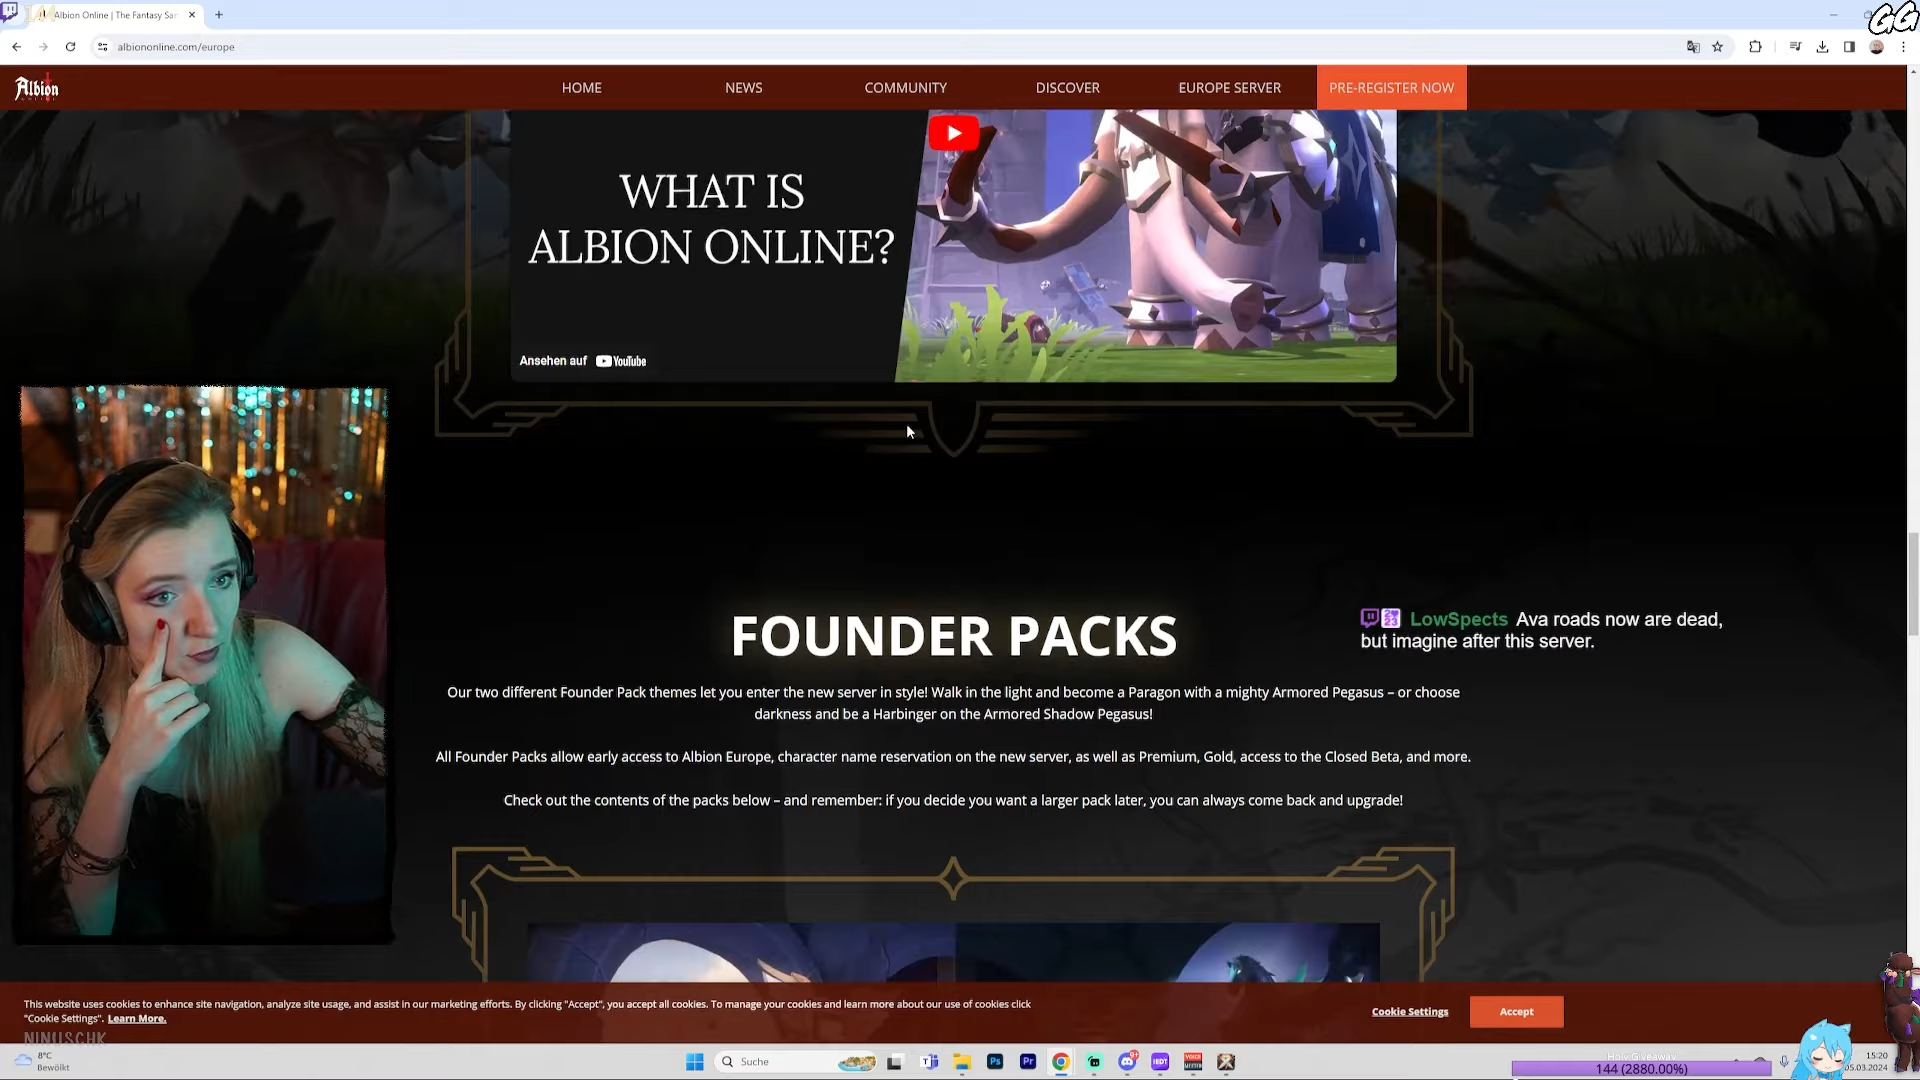 Albion Online | The Fantasy San
GG
albiononline.com/europe
Albion
HOME
NEWS
COMMUNITY
DISCOVER
EUROPE SERVER
PRE-REGISTER NOW
WHAT IS
ALBION ONLINE?
Ansehen auf YouTube
FOUNDER PACKS
LowSpects Ava roads now are dead,
but imagine after this server.
Our two different Founder Pack themes let you enter the new server in style! Walk in the light and become a Paragon with a mighty Armored Pegasus – or choose
darkness and be a Harbinger on the Armored Shadow Pegasus!
All Founder Packs allow early access to Albion Europe, character name reservation on the new server, as well as Premium, Gold, access to the Closed Beta, and more.
Check out the contents of the packs below – and remember: if you decide you want a larger pack later, you can always come back and upgrade!
This website uses cookies to enhance site navigation, analyze site usage, and assist in our marketing efforts. By clicking "Accept", you accept all cookies. To manage your cookies and learn more about our use of cookies click
"Cookie Settings". Learn More.
Cookie Settings
Accept
NINUSCHK
8°C
Bewölkt
Suche
Ps
Pr
Holy Giveaway
144 (2880.00%)
15:20
05.03.2024